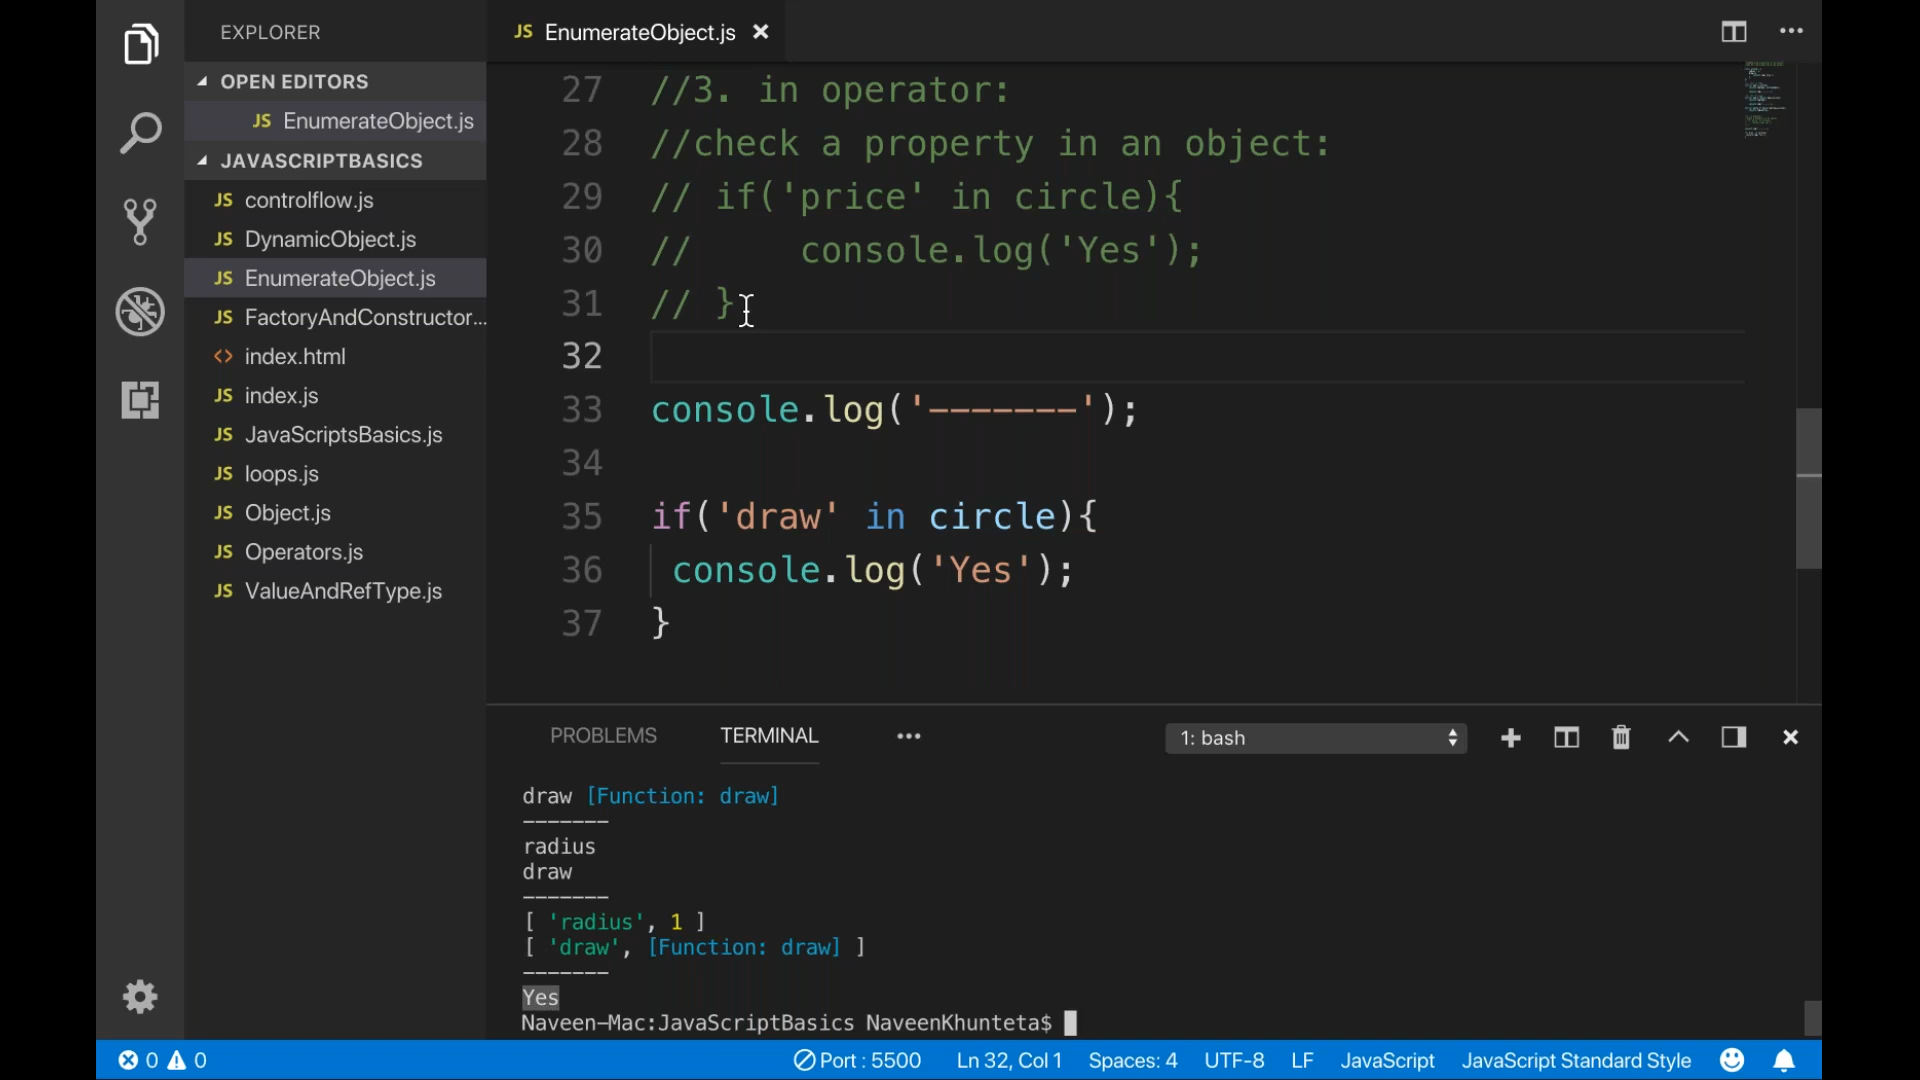 EXPLORER
JS EnumerateObject.js
OPEN EDITORS
JS EnumerateObject.js
JAVASCRIPTBASICS
JS controlflow.js
JS DynamicObject.js
JS EnumerateObject.js
JS FactoryAndConstructor...
<> index.html
JS index.js
JS JavaScriptsBasics.js
JS loops.js
JS Object.js
JS Operators.js
JS ValueAndRefType.js
27 //3. in operator:
28 //check a property in an object:
29 // if('price' in circle){
30 //     console.log('Yes');
31 // }
32
33 console.log('-------');
34
35 if('draw' in circle){
36  console.log('Yes');
37 }
PROBLEMS TERMINAL ••• 1: bash
draw [Function: draw]
-------
radius
draw
-------
[ 'radius', 1 ]
[ 'draw', [Function: draw] ]
-------
Yes
Naveen-Mac:JavaScriptBasics NaveenKhunteta$
0 0 Port : 5500 Ln 32, Col 1 Spaces: 4 UTF-8 LF JavaScript JavaScript Standard Style